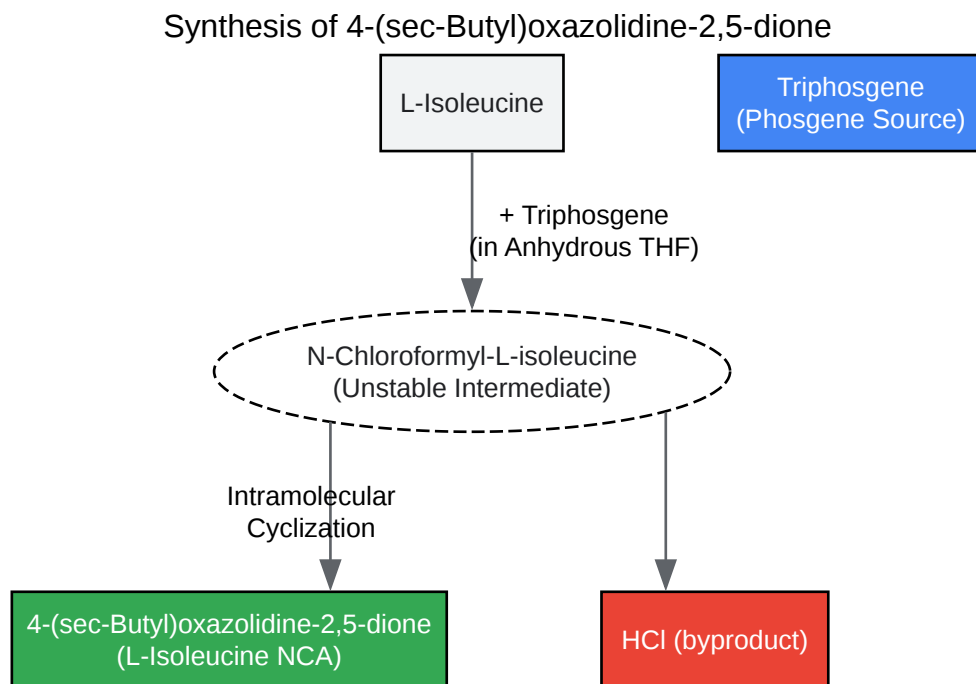 Synthesis of 4-(sec-Butyl)oxazolidine-2,5-dione
L-Isoleucine
Triphosgene
(Phosgene Source)
+ Triphosgene
(in Anhydrous THF)
N-Chloroformyl-L-isoleucine
(Unstable Intermediate)
Intramolecular
Cyclization
4-(sec-Butyl)oxazolidine-2,5-dione
(L-Isoleucine NCA)
HCl (byproduct)